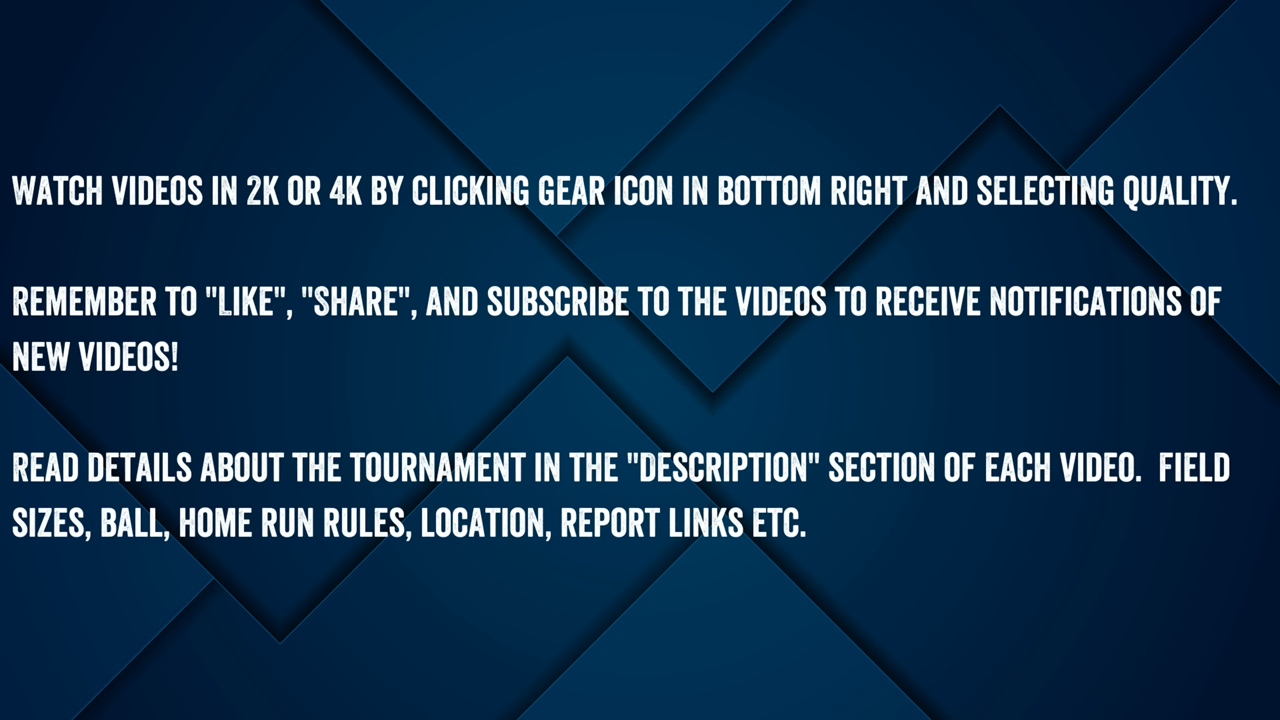 WATCH VIDEOS IN 2K OR 4K BY CLICKING GEAR ICON IN BOTTOM RIGHT AND SELECTING QUALITY.
REMEMBER TO "LIKE", "SHARE", AND SUBSCRIBE TO THE VIDEOS TO RECEIVE NOTIFICATIONS OF
NEW VIDEOS!
READ DETAILS ABOUT THE TOURNAMENT IN THE "DESCRIPTION" SECTION OF EACH VIDEO.  FIELD
SIZES, BALL, HOME RUN RULES, LOCATION, REPORT LINKS ETC.